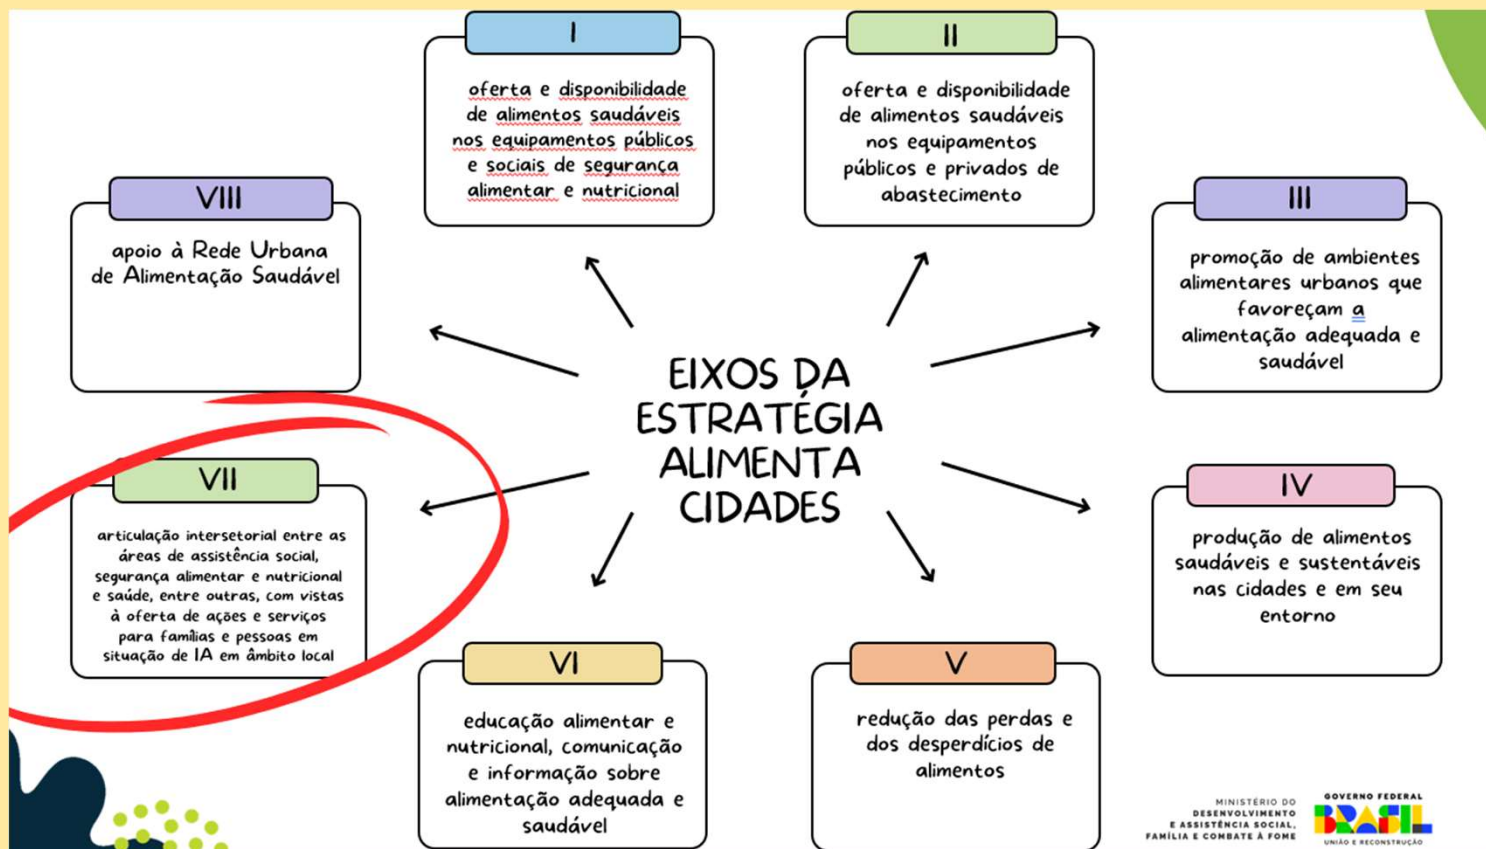 I
oferta e disponibilidade
de alimentos saudáveis
nos equipamentos públicos
e sociais de segurança
alimentar e nutricional
II
oferta e disponibilidade
de alimentos saudáveis
nos equipamentos
públicos e privados de
abastecimento
VIII
apoio à Rede Urbana
de Alimentação Saudável
III
promoção de ambientes
alimentares urbanos que
favoreçam a
alimentação adequada e
saudável
EIXOS DA
ESTRATÉGIA
ALIMENTA
CIDADES
VII
articulação intersetorial entre as
áreas de assistência social,
segurança alimentar e nutricional
e saúde, entre outras, com vistas
à oferta de ações e serviços
para famílias e pessoas em
situação de IA em âmbito local
IV
produção de alimentos
saudáveis e sustentáveis
nas cidades e em seu
entorno
VI
educação alimentar e
nutricional, comunicação
e informação sobre
alimentação adequada e
saudável
V
redução das perdas e
dos desperdícios de
alimentos
MINISTÉRIO DO
DESENVOLVIMENTO
E ASSISTÊNCIA SOCIAL,
FAMÍLIA E COMBATE À FOME
GOVERNO FEDERAL
BRASIL
UNIÃO E RECONSTRUÇÃO